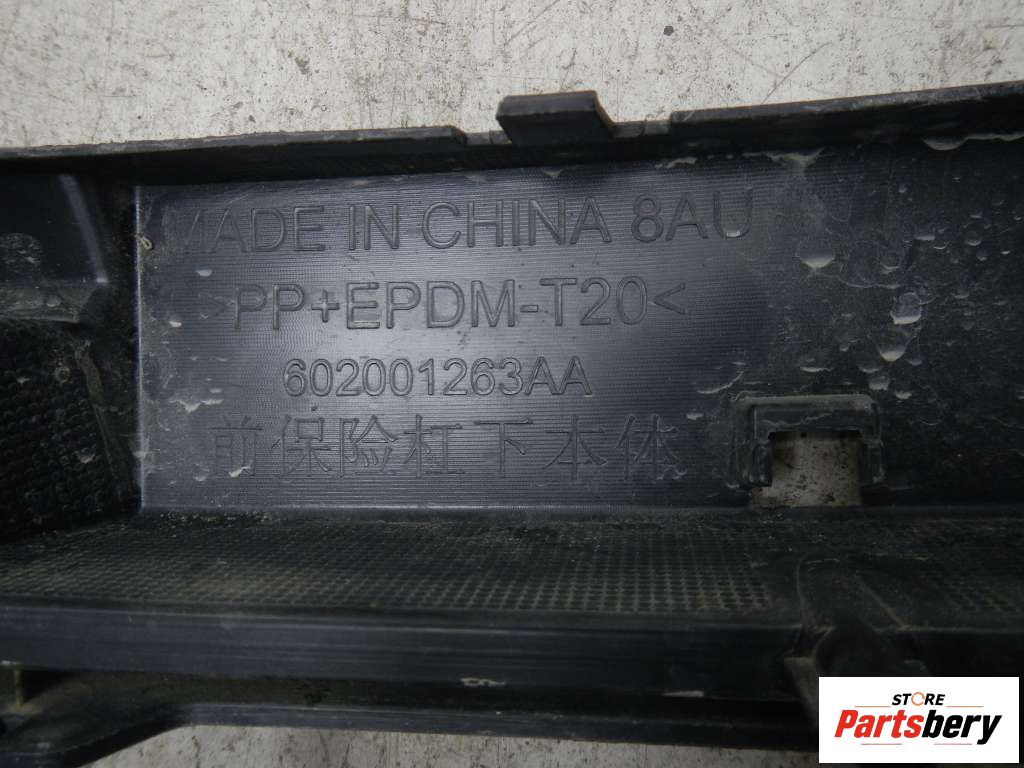 MADE IN CHINA 8AU
>PP+EPDM-T20<
602001263AA
前保险杠下本体
STORE
Partsbery